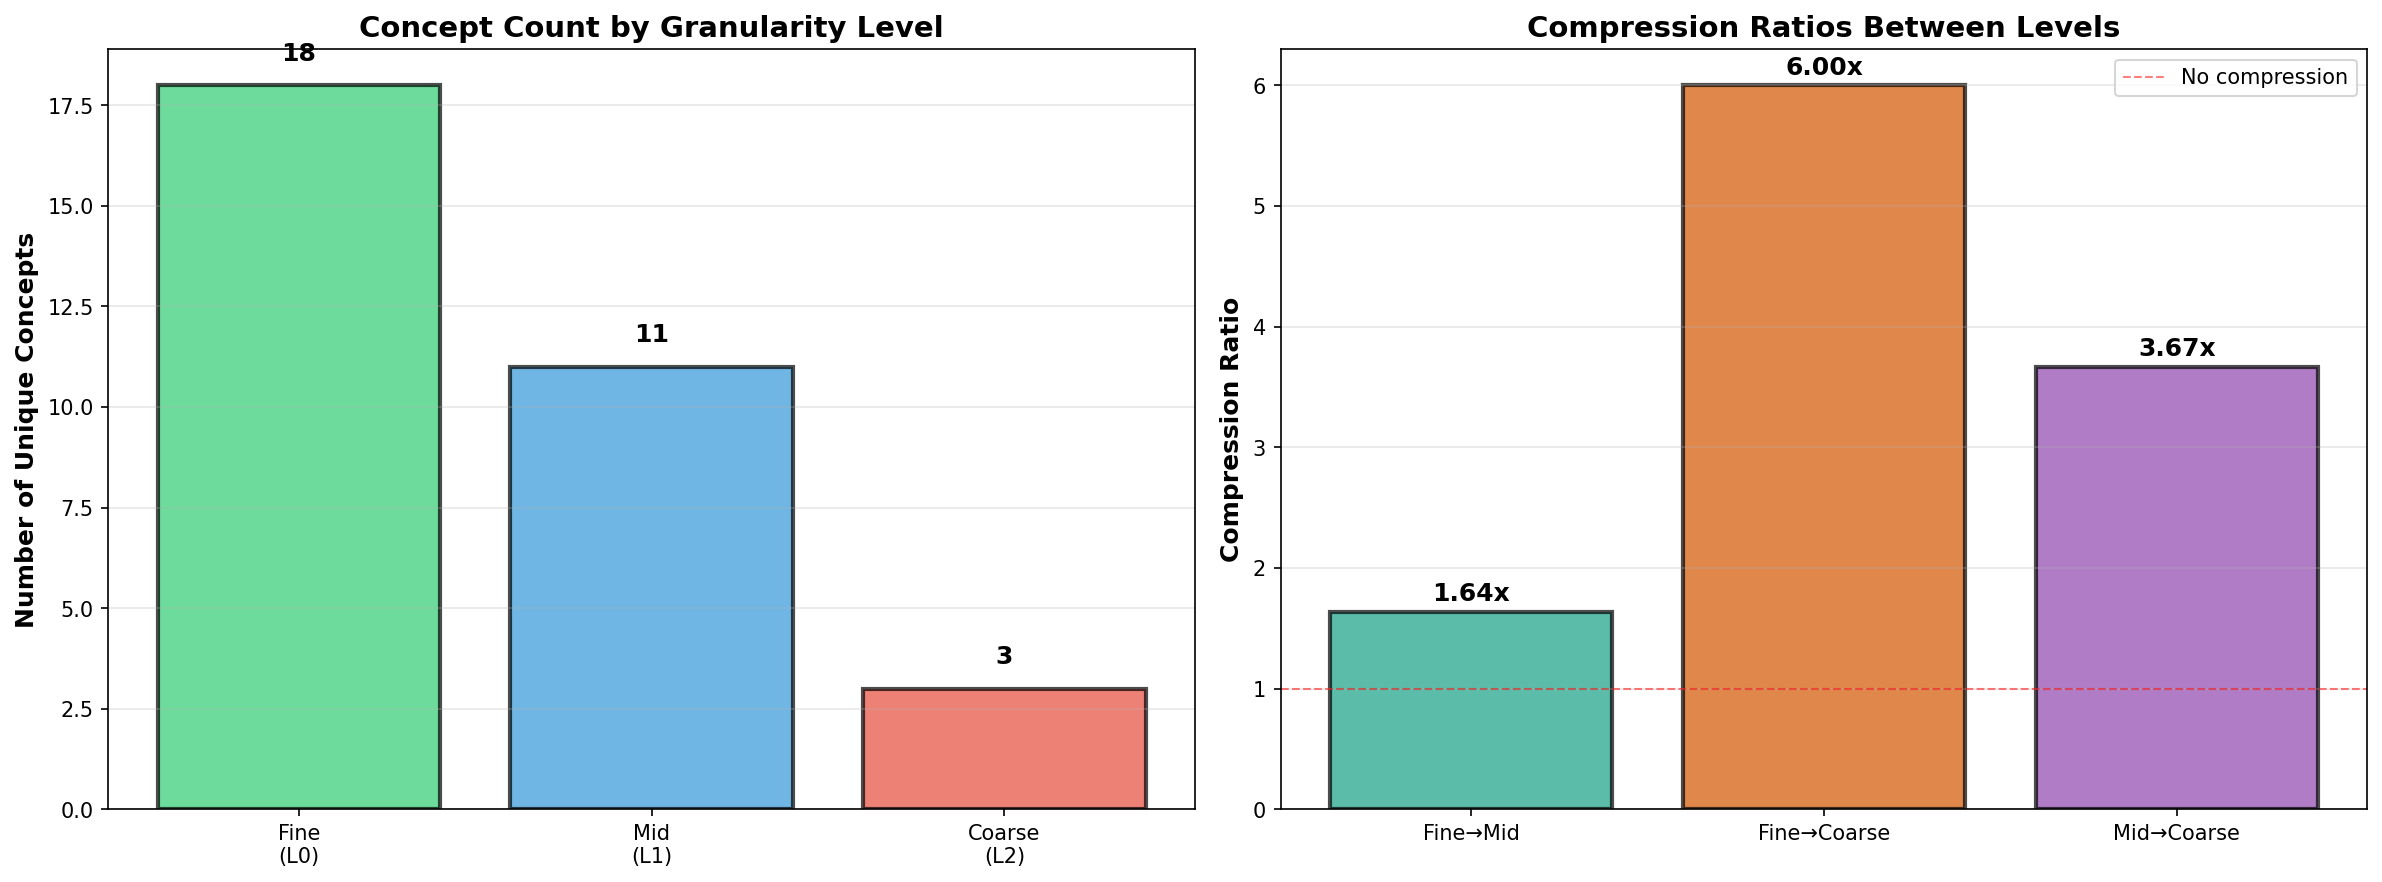 Concept Count by Granularity Level
Number of Unique Concepts
17.5
15.0
12.5
10.0
7.5
5.0
2.5
0.0
18
11
3
Fine
(L0)
Mid
(L1)
Coarse
(L2)
Compression Ratios Between Levels
Compression Ratio
6
5
4
3
2
1
0
1.64x
6.00x
3.67x
No compression
Fine→Mid
Fine→Coarse
Mid→Coarse